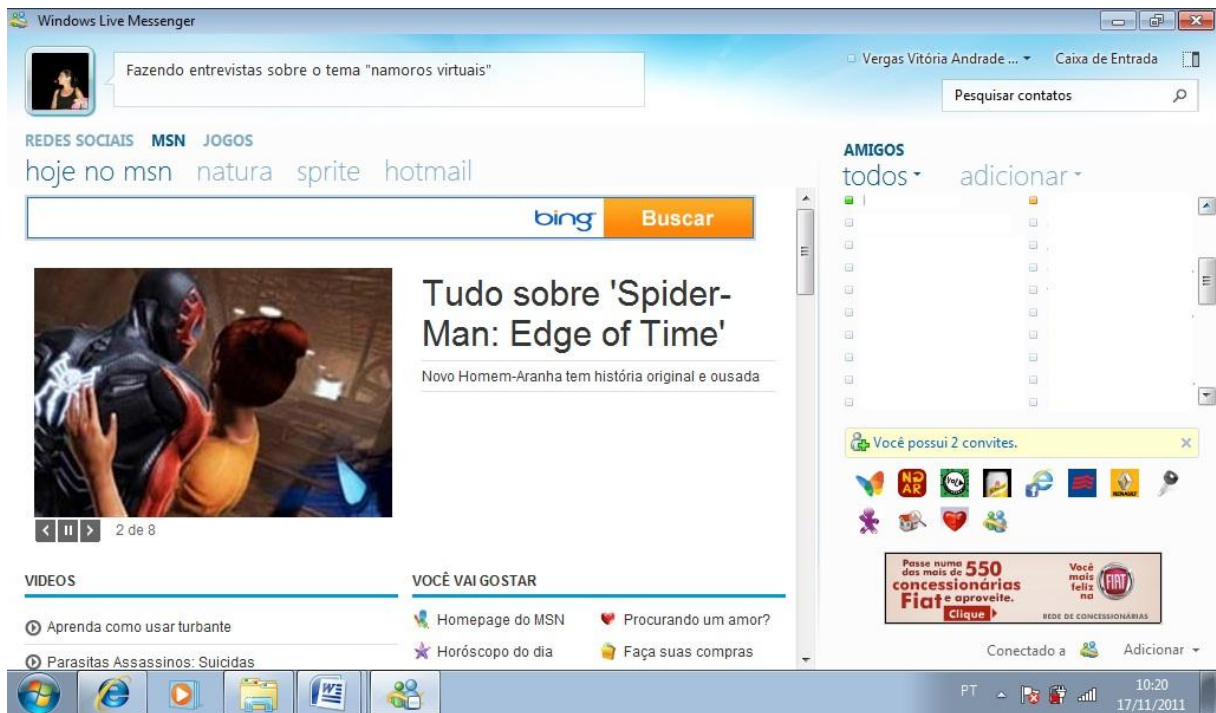 Windows Live Messenger
Fazendo entrevistas sobre o tema "namoros virtuais"
Vergas Vitória Andrade ...
Caixa de Entrada
Pesquisar contatos
REDES SOCIAIS MSN JOGOS
hoje no msn natura sprite hotmail
bing Buscar
Tudo sobre 'Spider-
Man: Edge of Time'
Novo Homem-Aranha tem história original e ousada
2 de 8
VIDEOS
Aprenda como usar turbante
Parasitas Assassinos: Suicidas
VOCÊ VAI GOSTAR
Homepage do MSN
Procurando um amor?
Horóscopo do dia
Faça suas compras
AMIGOS
todos adicionar
Você possui 2 convites.
RENAULT
Passe numa
das mais de 550
concessionárias
Fiat e aproveite.
Clique
Você
mais
feliz
na
FIAT
REDE DE CONCESSIONÁRIAS
Conectado a
Adicionar
PT
10:20
17/11/2011